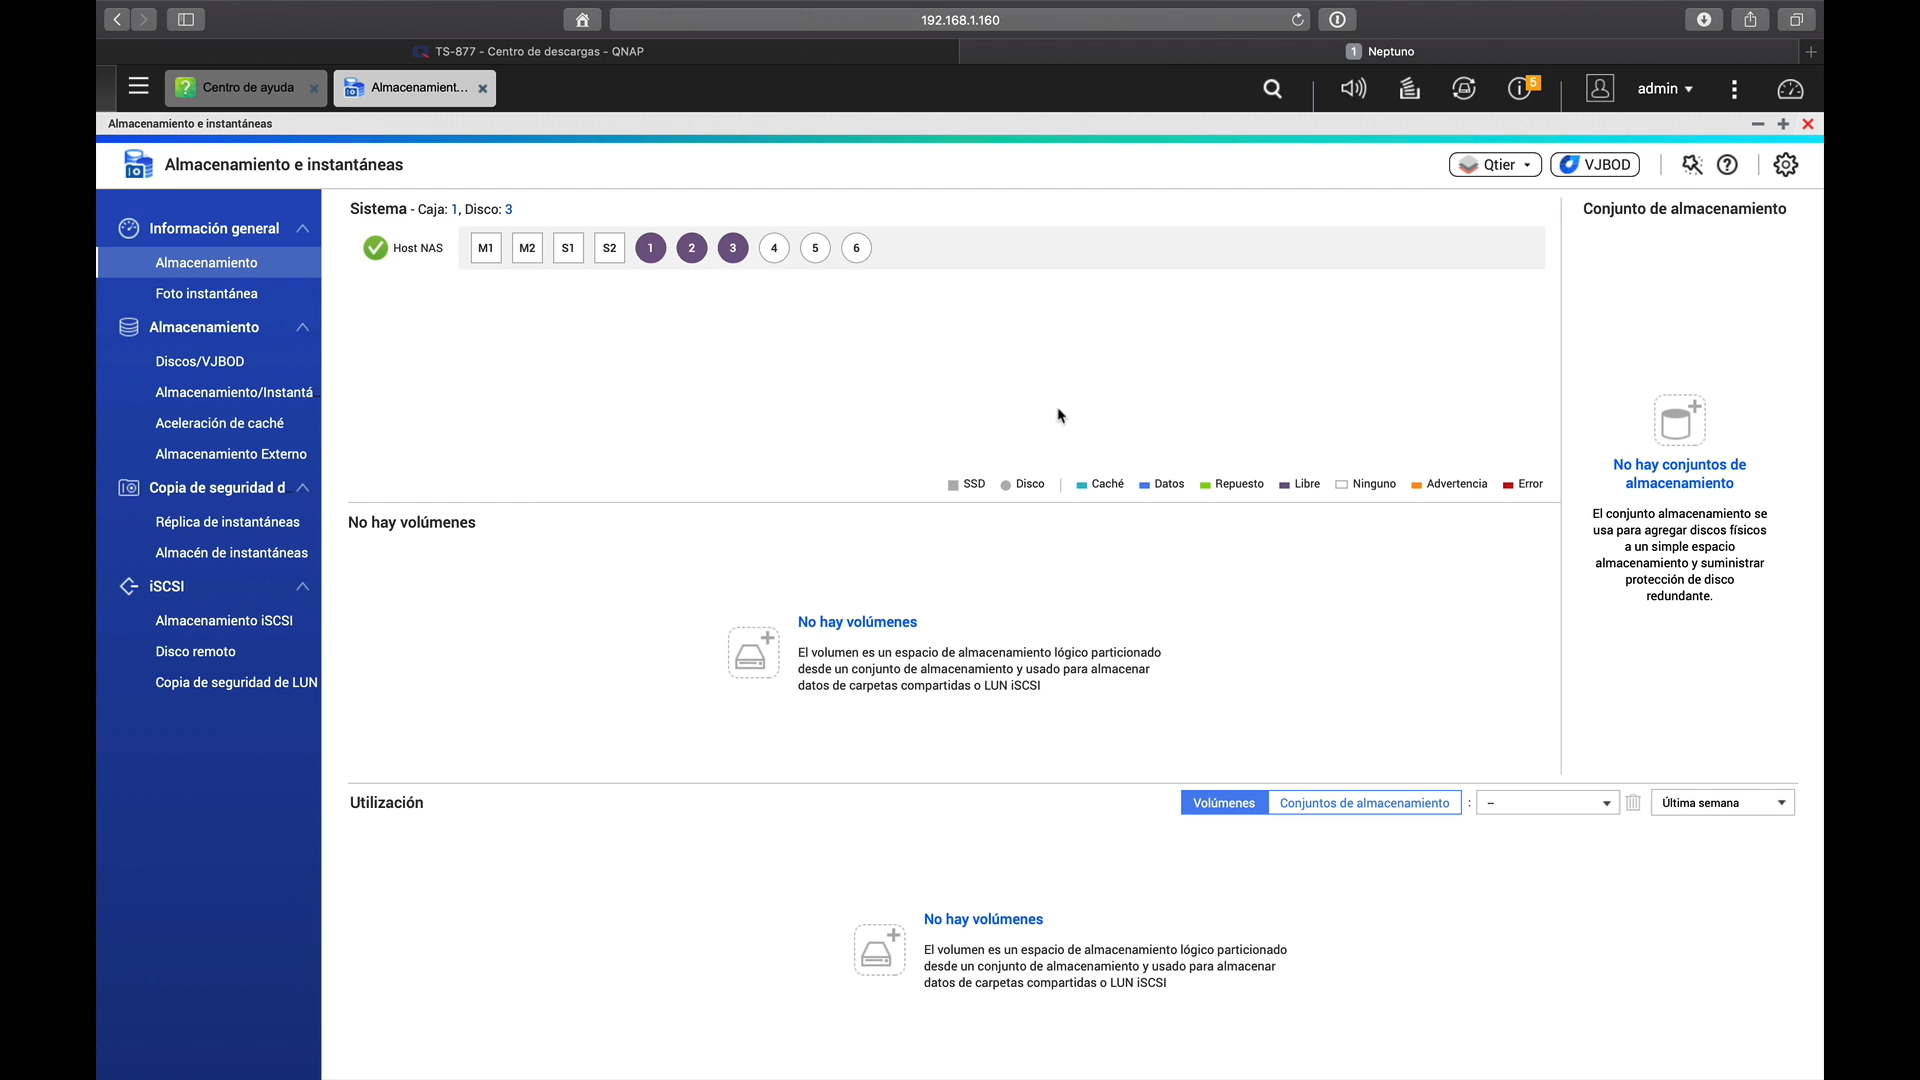 192.168.1.160
TS-877 - Centro de descargas - QNAP
1 Neptuno
Centro de ayuda
Almacenamient...
5
admin
Almacenamiento e instantáneas
Almacenamiento e instantáneas
Qtier
VJBOD
Información general
Almacenamiento
Foto instantánea
Almacenamiento
Discos/VJBOD
Almacenamiento/Instantá
Aceleración de caché
Almacenamiento Externo
Copia de seguridad d
Réplica de instantáneas
Almacén de instantáneas
iSCSI
Almacenamiento iSCSI
Disco remoto
Copia de seguridad de LUN
Sistema - Caja: 1, Disco: 3
Host NAS
M1 M2 S1 S2 1 2 3 4 5 6
SSD Disco Caché Datos Repuesto Libre Ninguno Advertencia Error
No hay volúmenes
No hay volúmenes
El volumen es un espacio de almacenamiento lógico particionado
desde un conjunto de almacenamiento y usado para almacenar
datos de carpetas compartidas o LUN iSCSI
Conjunto de almacenamiento
No hay conjuntos de
almacenamiento
El conjunto almacenamiento se
usa para agregar discos físicos
a un simple espacio
almacenamiento y suministrar
protección de disco
redundante.
Utilización
Volúmenes Conjuntos de almacenamiento : – Última semana
No hay volúmenes
El volumen es un espacio de almacenamiento lógico particionado
desde un conjunto de almacenamiento y usado para almacenar
datos de carpetas compartidas o LUN iSCSI